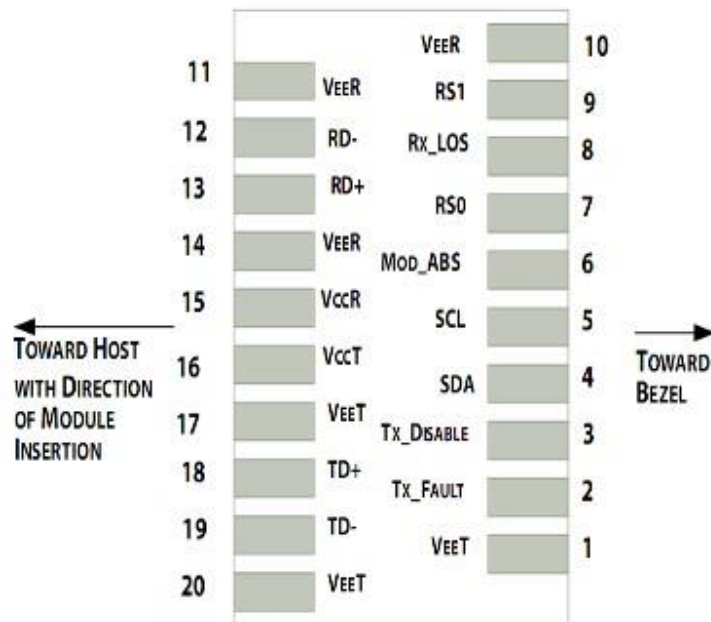 11 VEER
12 RD-
13 RD+
14 VEER
15 VCCR
16 VCCT
17 VEET
18 TD+
19 TD-
20 VEET
VEER 10
RS1 9
RX_LOS 8
RS0 7
MOD_ABS 6
SCL 5
SDA 4
TX_DISABLE 3
TX_FAULT 2
VEET 1
TOWARD HOST
WITH DIRECTION
OF MODULE
INSERTION
TOWARD
BEZEL